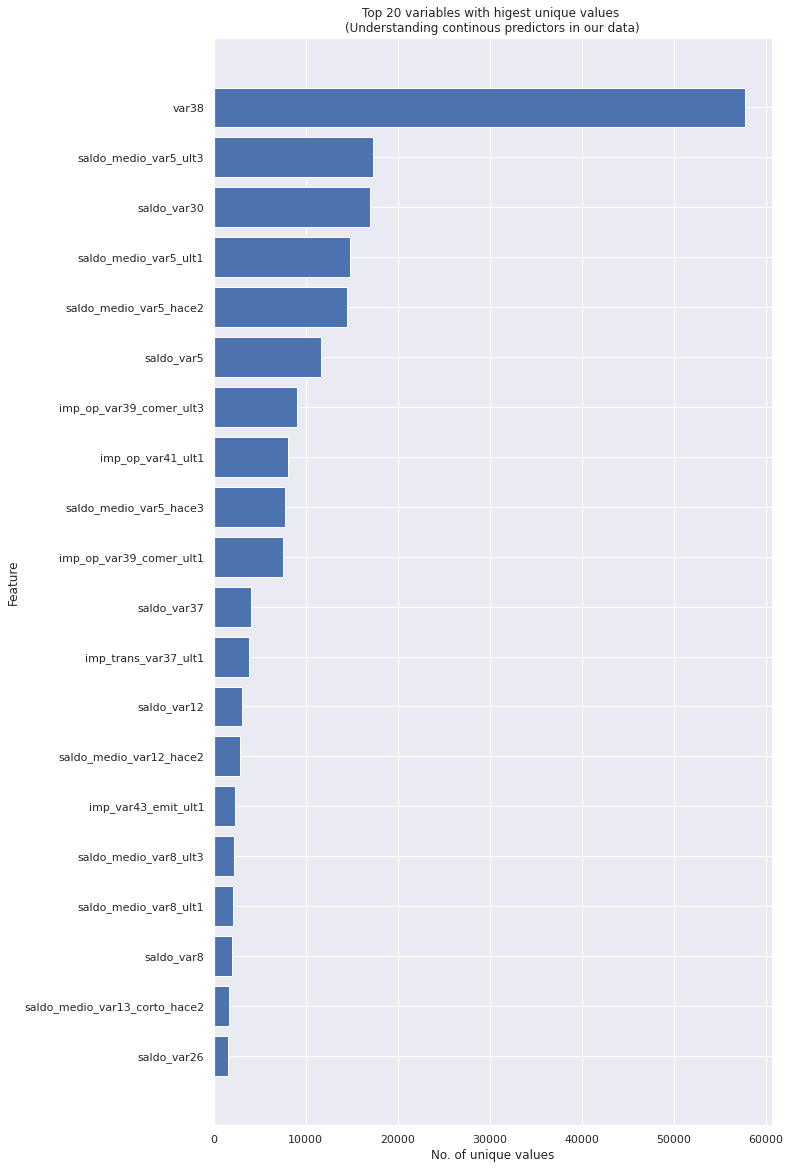 Top 20 variables with higest unique values
(Understanding continous predictors in our data)
var38
saldo_medio_var5_ult3
saldo_var30
saldo_medio_var5_ult1
saldo_medio_var5_hace2
saldo_var5
imp_op_var39_comer_ult3
imp_op_var41_ult1
saldo_medio_var5_hace3
imp_op_var39_comer_ult1
saldo_var37
imp_trans_var37_ult1
saldo_var12
saldo_medio_var12_hace2
imp_var43_emit_ult1
saldo_medio_var8_ult3
saldo_medio_var8_ult1
saldo_var8
saldo_medio_var13_corto_hace2
saldo_var26
Feature
0 10000 20000 30000 40000 50000 60000
No. of unique values